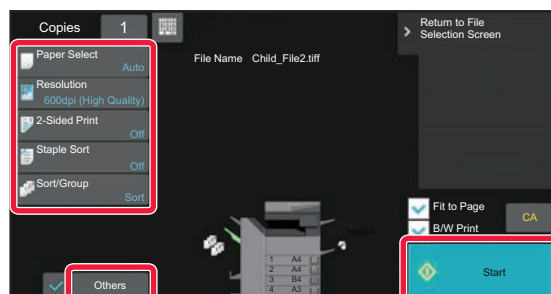 Copies 1
Return to File
Selection Screen
File Name Child_File2.tiff
Paper Select
Auto
Resolution
600dpi (High Quality)
2-Sided Print
Off
Staple Sort
Off
Sort/Group
Sort
Fit to Page
B/W Print
CA
1 A4
2 A4
3 B4
4 A3
Others
Start